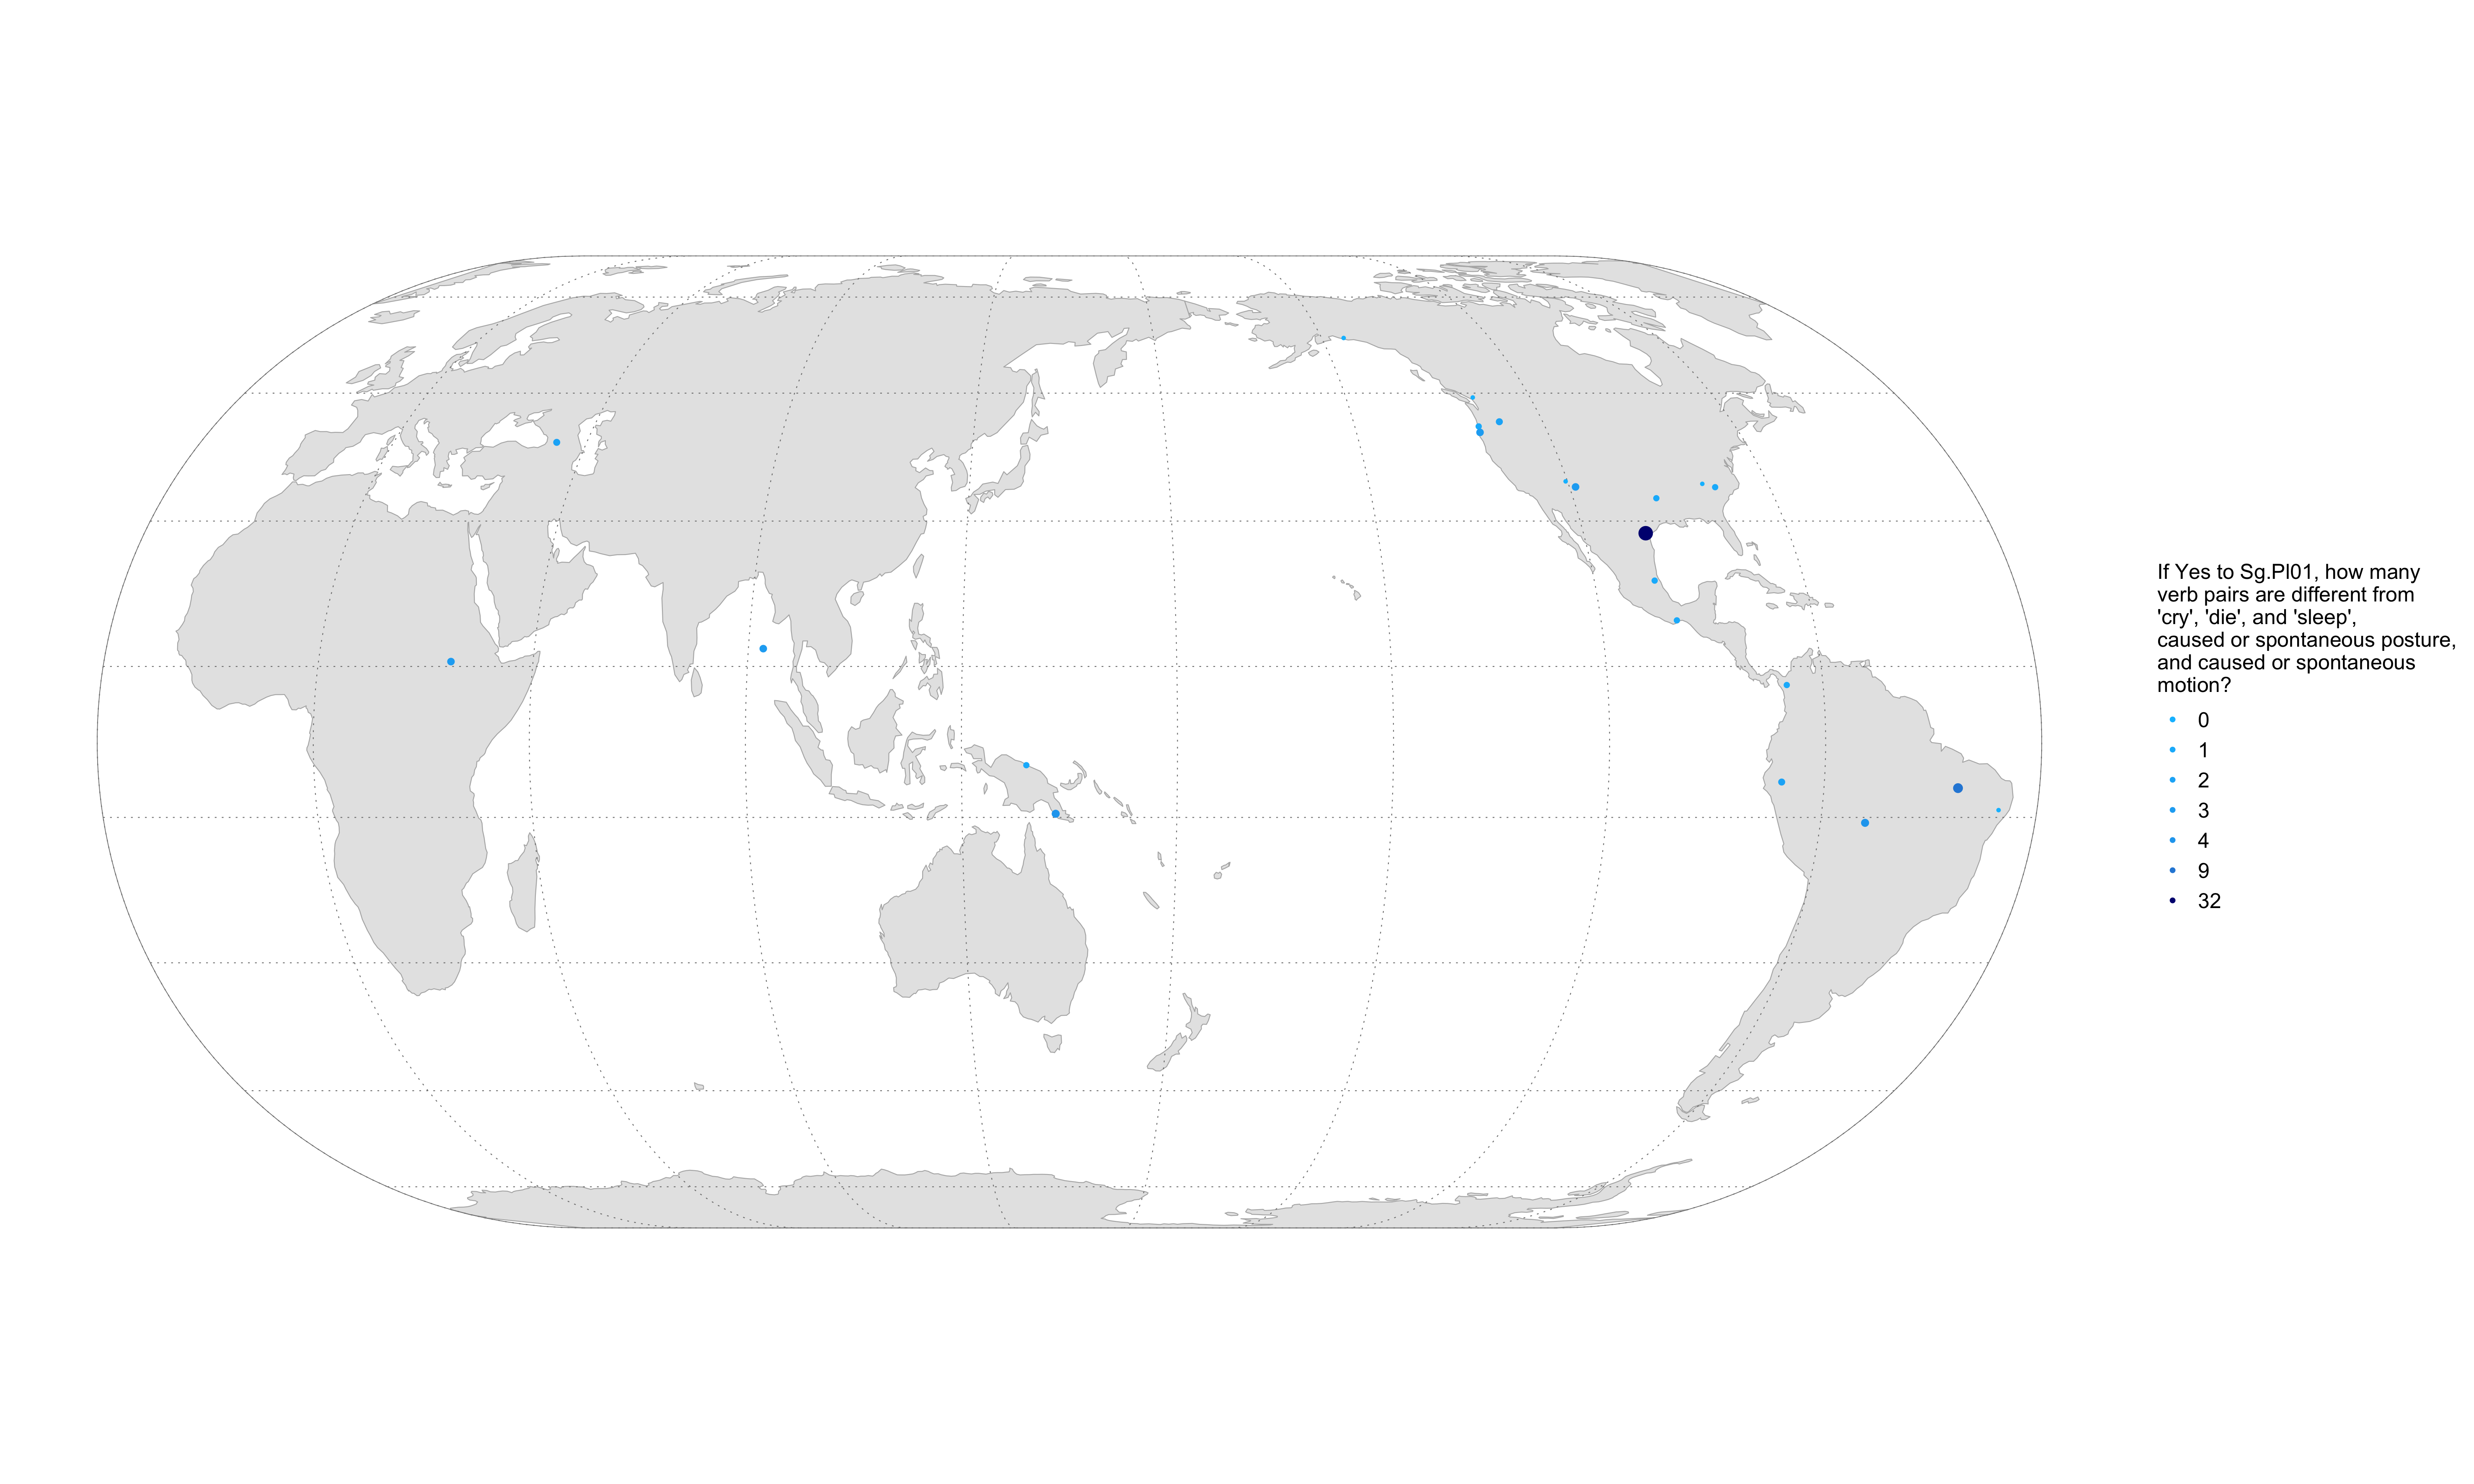 If Yes to Sg.Pl01, how many
verb pairs are different from
'cry', 'die', and 'sleep',
caused or spontaneous posture,
and caused or spontaneous
motion?
0
1
2
3
4
9
32